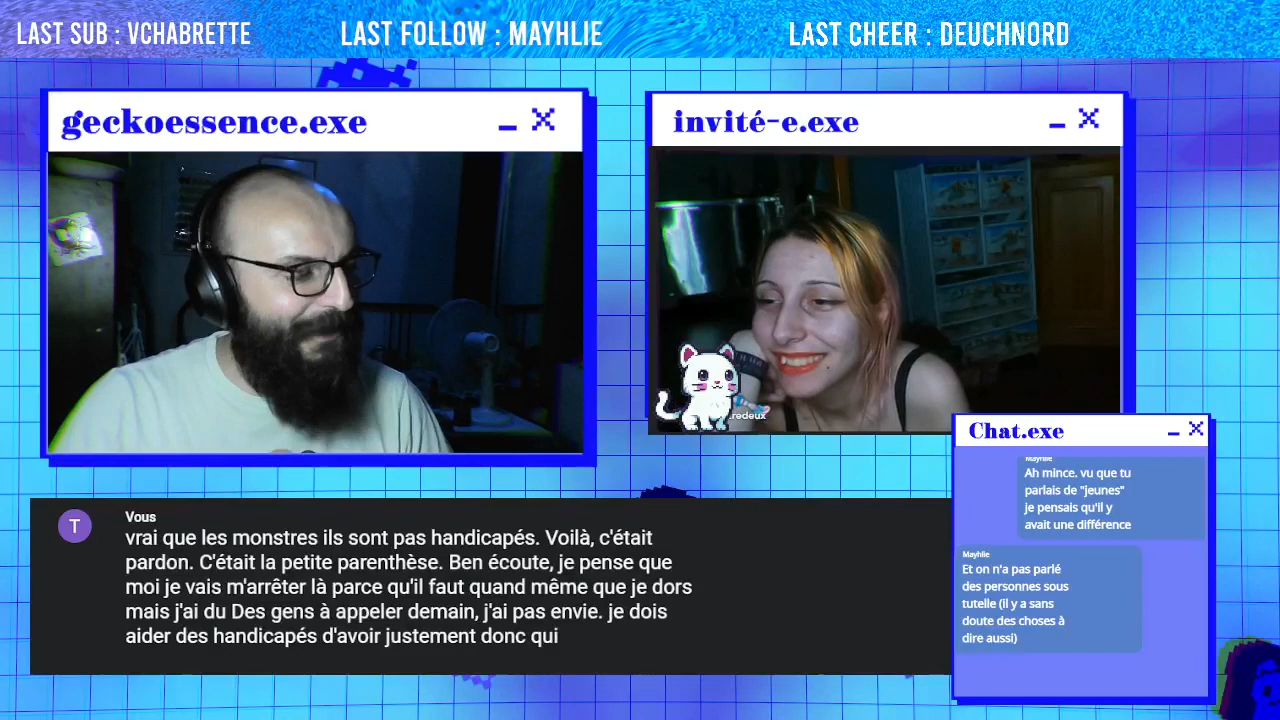 LAST SUB : VCHABRETTE
LAST FOLLOW : MAYHLIE
LAST CHEER : DEUCHNORD
geckoessence.exe
invité-e.exe
redeux
Chat.exe
Mayhlie
Ah mince. vu que tu
parlais de "jeunes"
je pensais qu'il y
avait une différence
Mayhlie
Et on n'a pas parlé
des personnes sous
tutelle (il y a sans
doute des choses à
dire aussi)
T
Vous
vrai que les monstres ils sont pas handicapés. Voilà, c'était
pardon. C'était la petite parenthèse. Ben écoute, je pense que
moi je vais m'arrêter là parce qu'il faut quand même que je dors
mais j'ai du Des gens à appeler demain, j'ai pas envie. je dois
aider des handicapés d'avoir justement donc qui